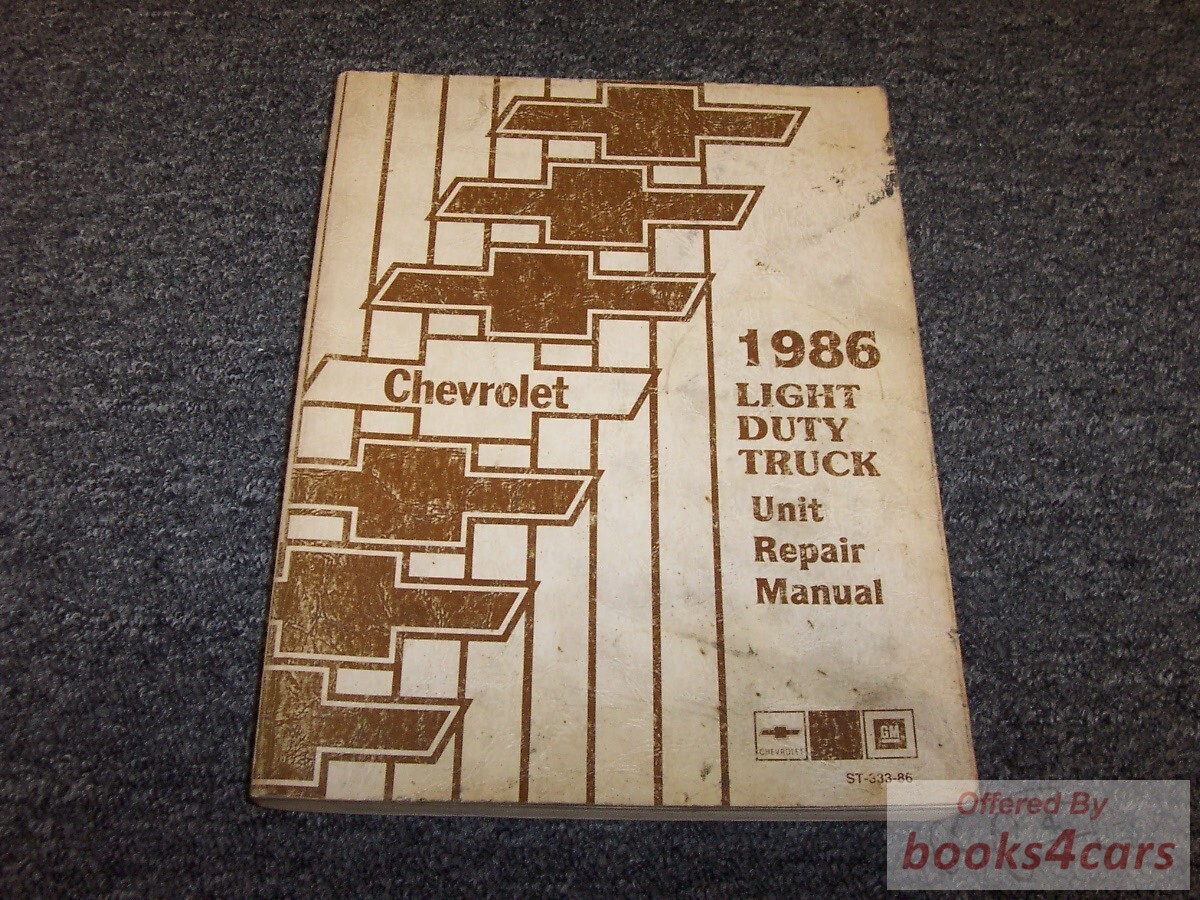 Chevrolet
1986
LIGHT
DUTY
TRUCK
Unit
Repair
Manual
CHEVROLET
GM
ST-333-86
Offered By
books4cars